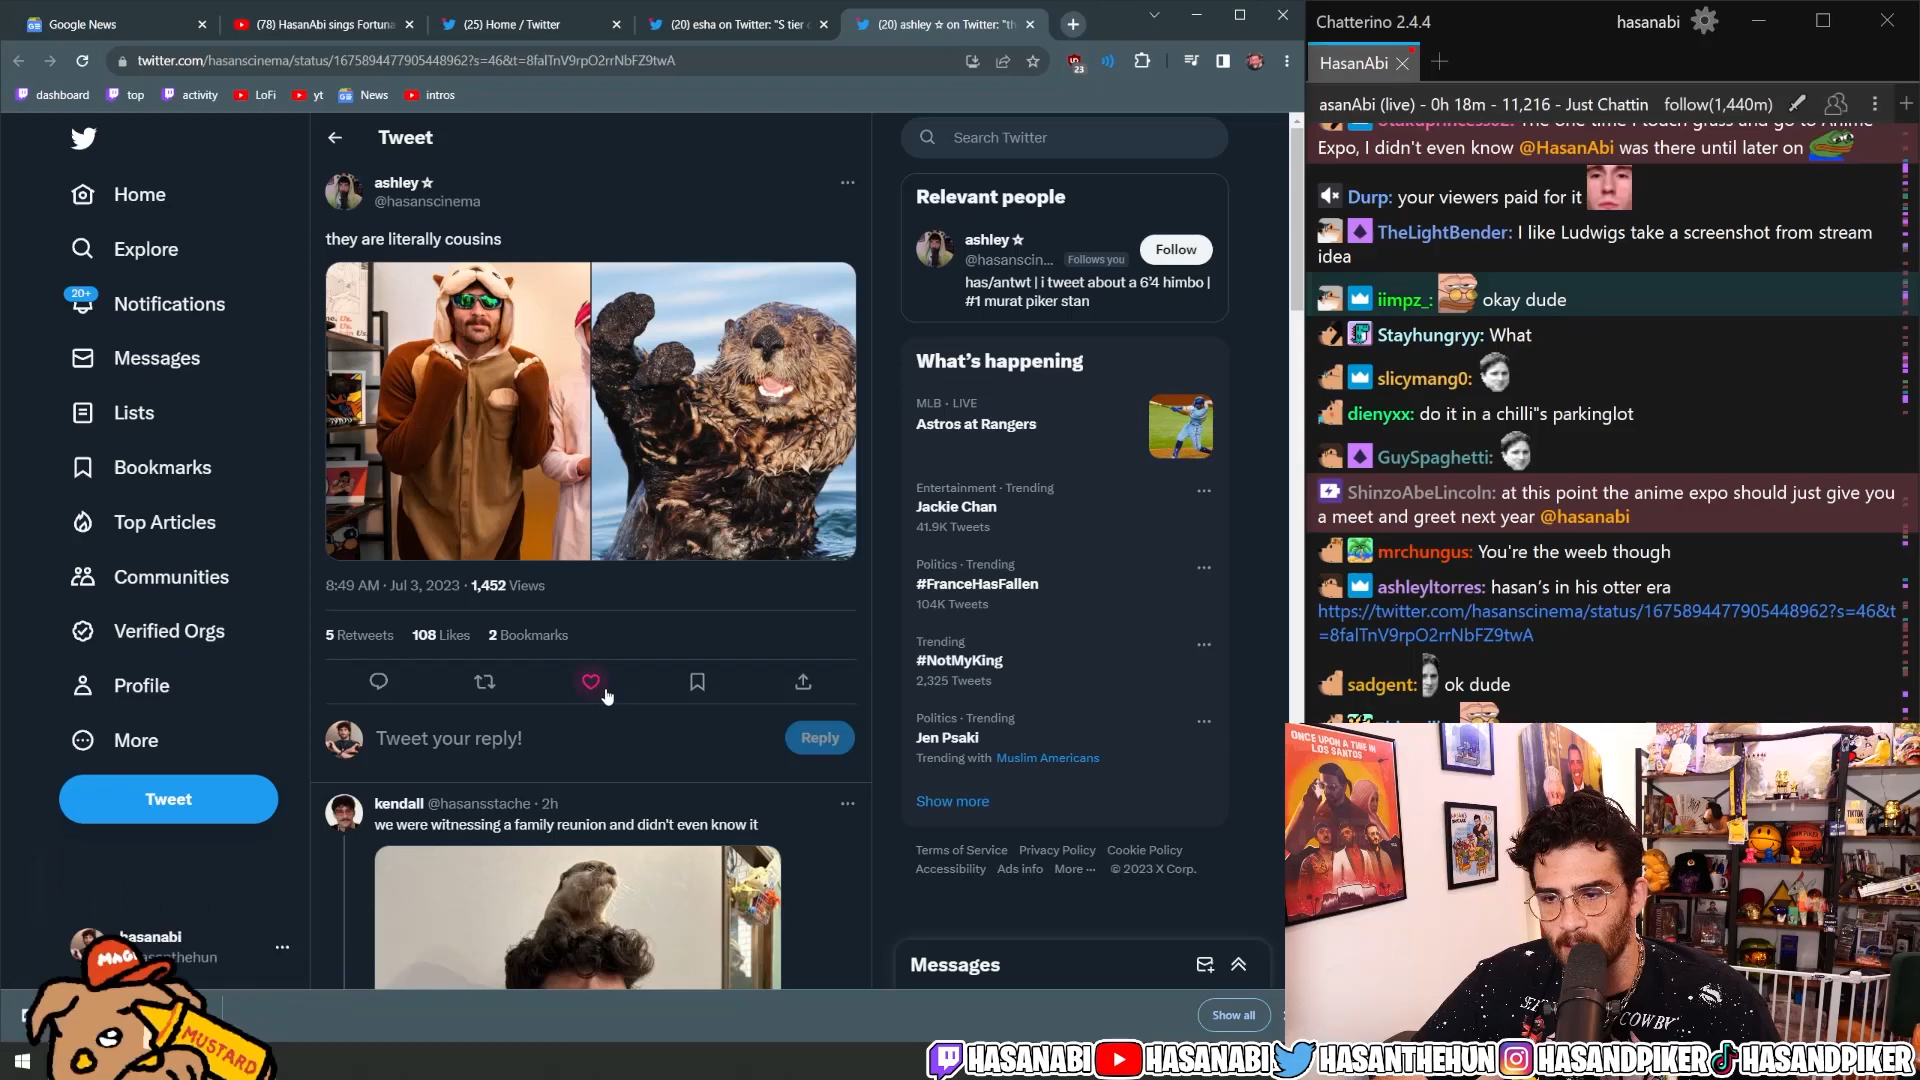 Google News
(78) HasanAbi sings Fortuna
(25) Home / Twitter
(20) esha on Twitter: "S tier
(20) ashley ☆ on Twitter: "th
twitter.com/hasanscinema/status/1675894477905448962?s=46&t=8falTnV9rpO2rrNbFZ9twA
23
dashboard
top
activity
LoFi
yt
News
intros
Home
Explore
20+
Notifications
Messages
Lists
Bookmarks
Top Articles
Communities
Verified Orgs
Profile
More
Tweet
hasanabi
MUSTARD
Tweet
ashley ☆
@hasanscinema
they are literally cousins
8:49 AM · Jul 3, 2023 · 1,452 Views
5 Retweets 108 Likes 2 Bookmarks
Tweet your reply!
Reply
kendall @hasansstache · 2h
we were witnessing a family reunion and didn't even know it
Search Twitter
Relevant people
ashley ☆
@hasanscin... Follows you
Follow
has/antwt | i tweet about a 6'4 himbo |
#1 murat piker stan
What's happening
MLB · LIVE
Astros at Rangers
Entertainment · Trending
Jackie Chan
41.9K Tweets
Politics · Trending
#FranceHasFallen
104K Tweets
Trending
#NotMyKing
2,325 Tweets
Politics · Trending
Jen Psaki
Trending with Muslim Americans
Show more
Terms of Service Privacy Policy Cookie Policy
Accessibility Ads info More ··· © 2023 X Corp.
Messages
Show all
Chatterino 2.4.4
hasanabi
HasanAbi
asanAbi (live) - 0h 18m - 11,216 - Just Chattin
follow(1,440m)
Expo, I didn't even know @HasanAbi was there until later on
Durp: your viewers paid for it
TheLightBender: I like Ludwigs take a screenshot from stream
idea
iimpz_: okay dude
Stayhungryy: What
slicymang0:
dienyxx: do it in a chilli"s parkinglot
GuySpaghetti:
ShinzoAbeLincoln: at this point the anime expo should just give you
a meet and greet next year @hasanabi
mrchungus: You're the weeb though
ashleyltorres: hasan's in his otter era
https://twitter.com/hasanscinema/status/1675894477905448962?s=46&t
=8falTnV9rpO2rrNbFZ9twA
sadgent: ok dude
ONCE UPON A TIME IN
LOS SANTOS
COWBY
HASANABI
HASANABI
HASANTHEHUN
HASANDPIKER
HASANDPIKER